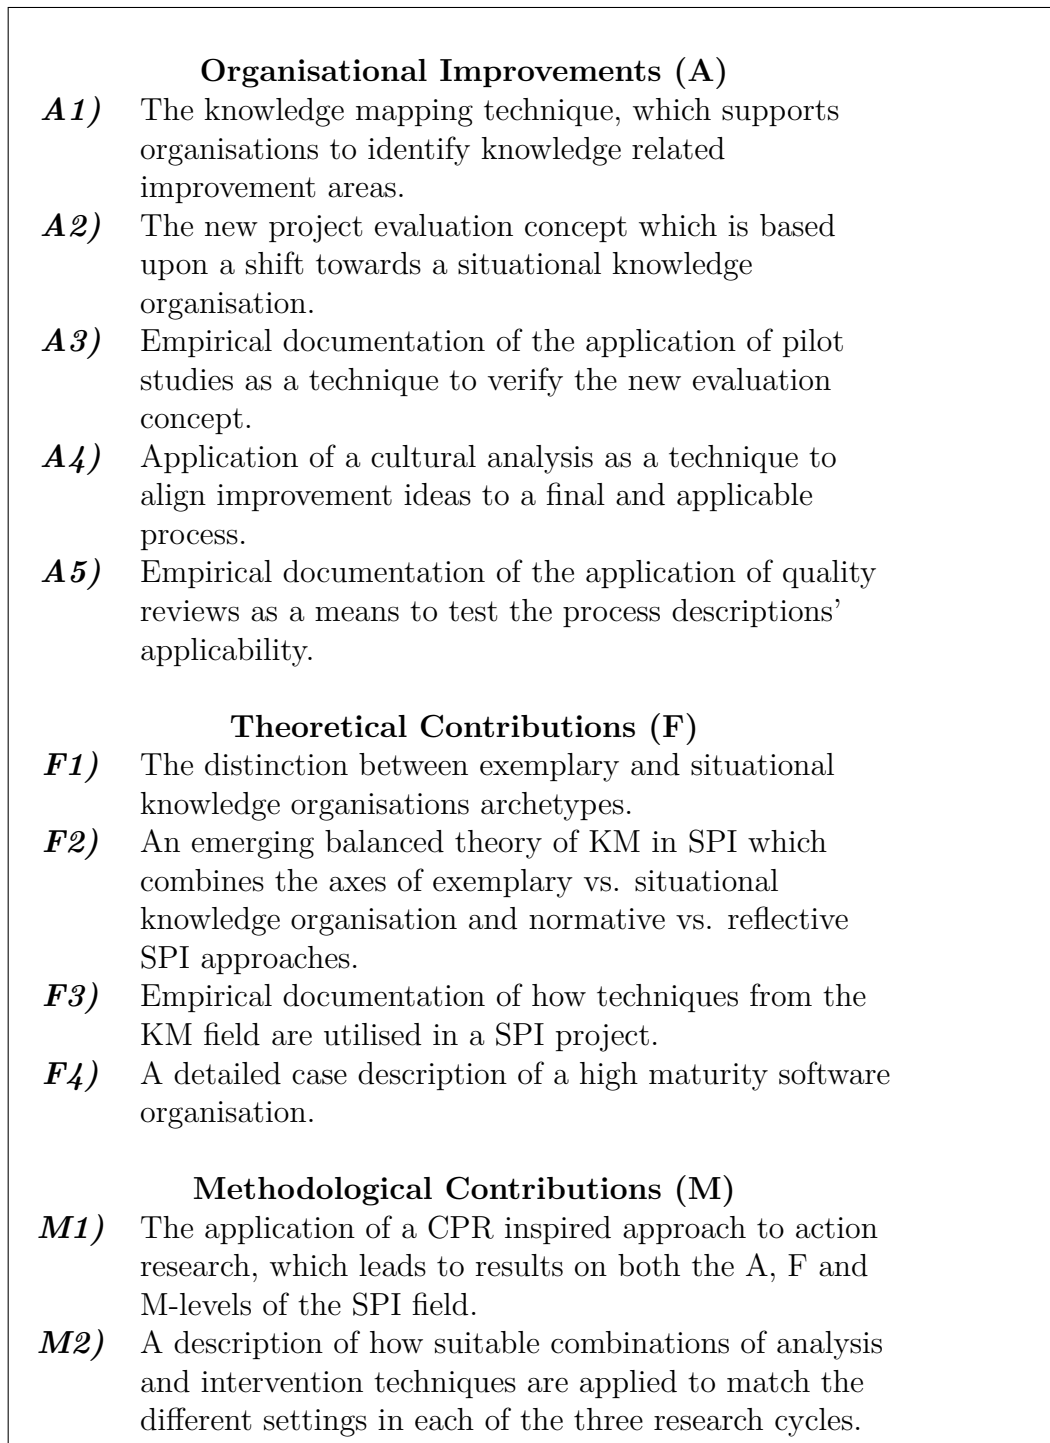 Organisational Improvements (A)
A1) The knowledge mapping technique, which supports
organisations to identify knowledge related
improvement areas.
A2) The new project evaluation concept which is based
upon a shift towards a situational knowledge
organisation.
A3) Empirical documentation of the application of pilot
studies as a technique to verify the new evaluation
concept.
A4) Application of a cultural analysis as a technique to
align improvement ideas to a final and applicable
process.
A5) Empirical documentation of the application of quality
reviews as a means to test the process descriptions'
applicability.
Theoretical Contributions (F)
F1) The distinction between exemplary and situational
knowledge organisations archetypes.
F2) An emerging balanced theory of KM in SPI which
combines the axes of exemplary vs. situational
knowledge organisation and normative vs. reflective
SPI approaches.
F3) Empirical documentation of how techniques from the
KM field are utilised in a SPI project.
F4) A detailed case description of a high maturity software
organisation.
Methodological Contributions (M)
M1) The application of a CPR inspired approach to action
research, which leads to results on both the A, F and
M-levels of the SPI field.
M2) A description of how suitable combinations of analysis
and intervention techniques are applied to match the
different settings in each of the three research cycles.